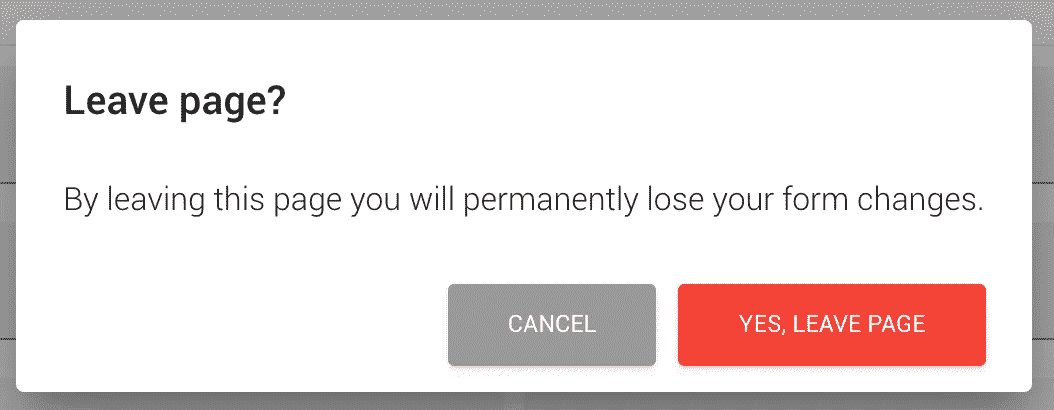 Leave page?
By leaving this page you will permanently lose your form changes.
CANCEL
YES, LEAVE PAGE